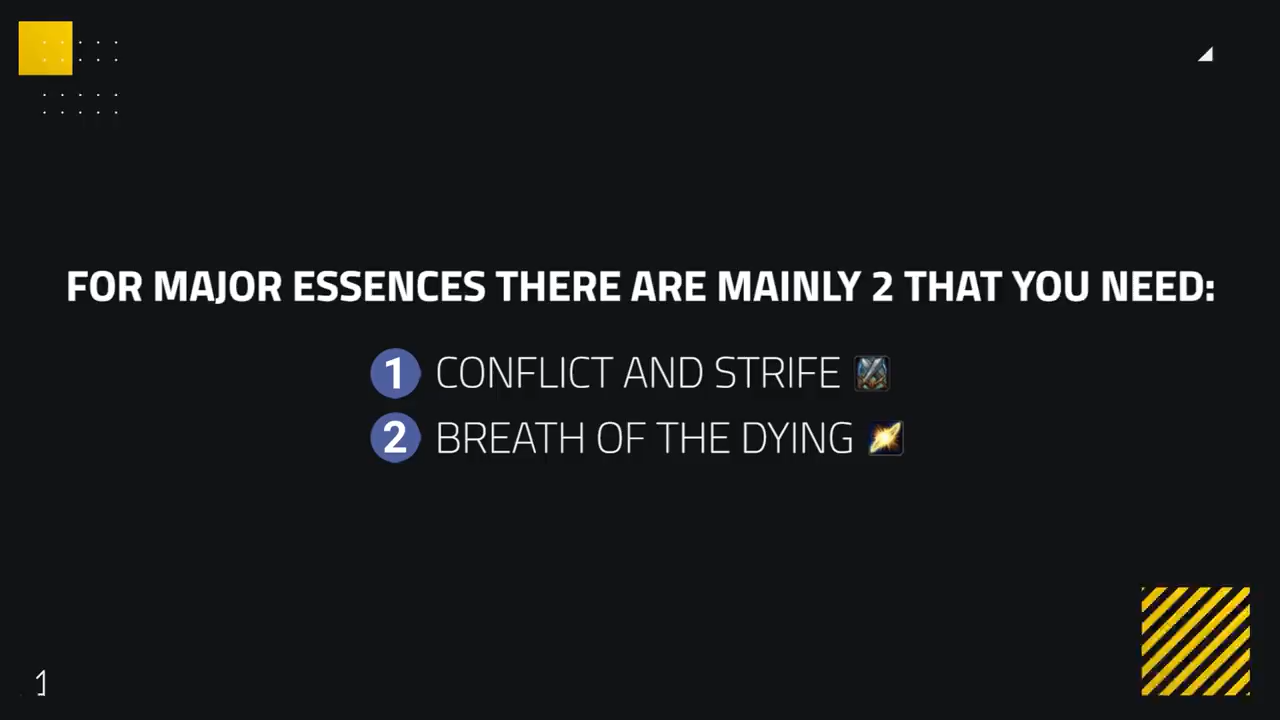 FOR MAJOR ESSENCES THERE ARE MAINLY 2 THAT YOU NEED:
1 CONFLICT AND STRIFE
2 BREATH OF THE DYING
1